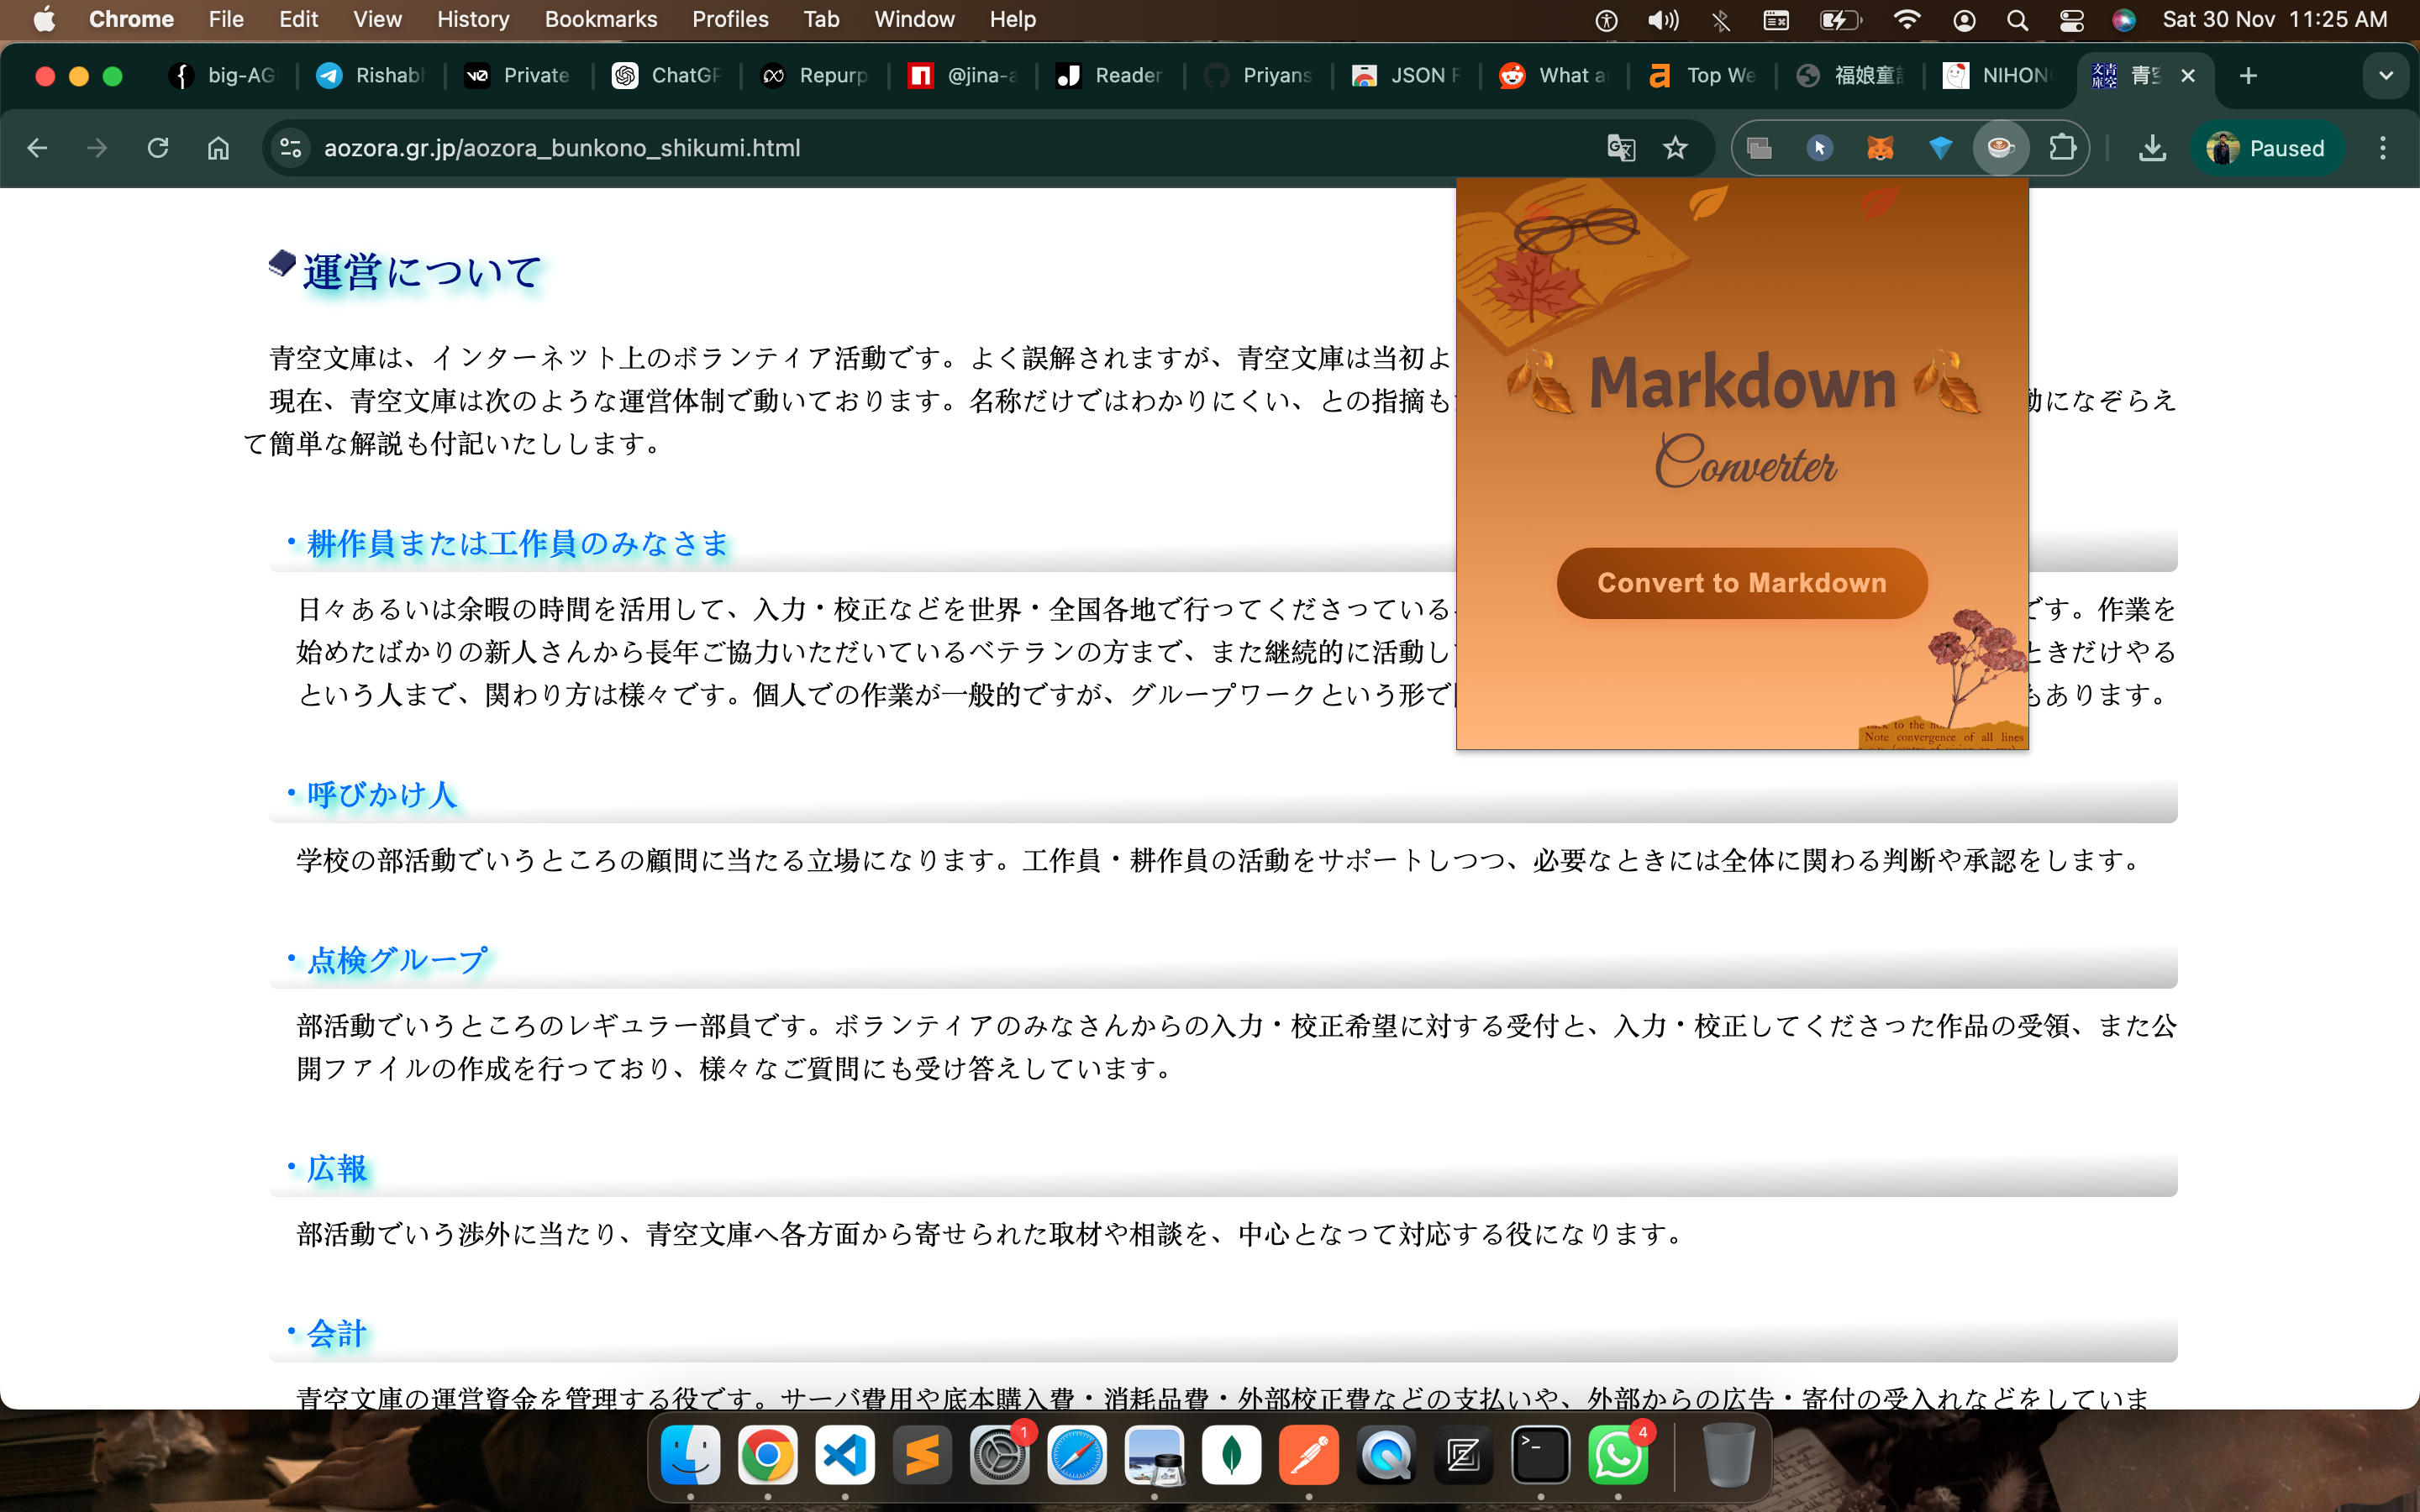 Chrome File Edit View History Bookmarks Profiles Tab Window Help Sat 30 Nov 11:25 AM
big-AG Rishab Private ChatGP Repurp @jina-a Reader Priyans JSON F What a Top We 福娘童 NIHON 青空
aozora.gr.jp/aozora_bunkono_shikumi.html Paused
運営について
青空文庫は、インターネット上のボランティア活動です。よく誤解されますが、青空文庫は当初よ
現在、青空文庫は次のような運営体制で動いております。名称だけではわかりにくい、との指摘も 動になぞらえ
て簡単な解説も付記いたしします。
Markdown
Converter
Convert to Markdown
back to the
Note convergence of all lines
・耕作員または工作員のみなさま
日々あるいは余暇の時間を活用して、入力・校正などを世界・全国各地で行ってくださっている です。作業を
始めたばかりの新人さんから長年ご協力いただいているベテランの方まで、また継続的に活動し ときだけやる
という人まで、関わり方は様々です。個人での作業が一般的ですが、グループワークという形で もあります。
・呼びかけ人
学校の部活動でいうところの顧問に当たる立場になります。工作員・耕作員の活動をサポートしつつ、必要なときには全体に関わる判断や承認をします。
・点検グループ
部活動でいうところのレギュラー部員です。ボランティアのみなさんからの入力・校正希望に対する受付と、入力・校正してくださった作品の受領、また公
開ファイルの作成を行っており、様々なご質問にも受け答えしています。
・広報
部活動でいう渉外に当たり、青空文庫へ各方面から寄せられた取材や相談を、中心となって対応する役になります。
・会計
青空文庫の運営資金を管理する役です。サーバ費用や底本購入費・消耗品費・外部校正費などの支払いや、外部からの広告・寄付の受入れなどをしていま
1 4